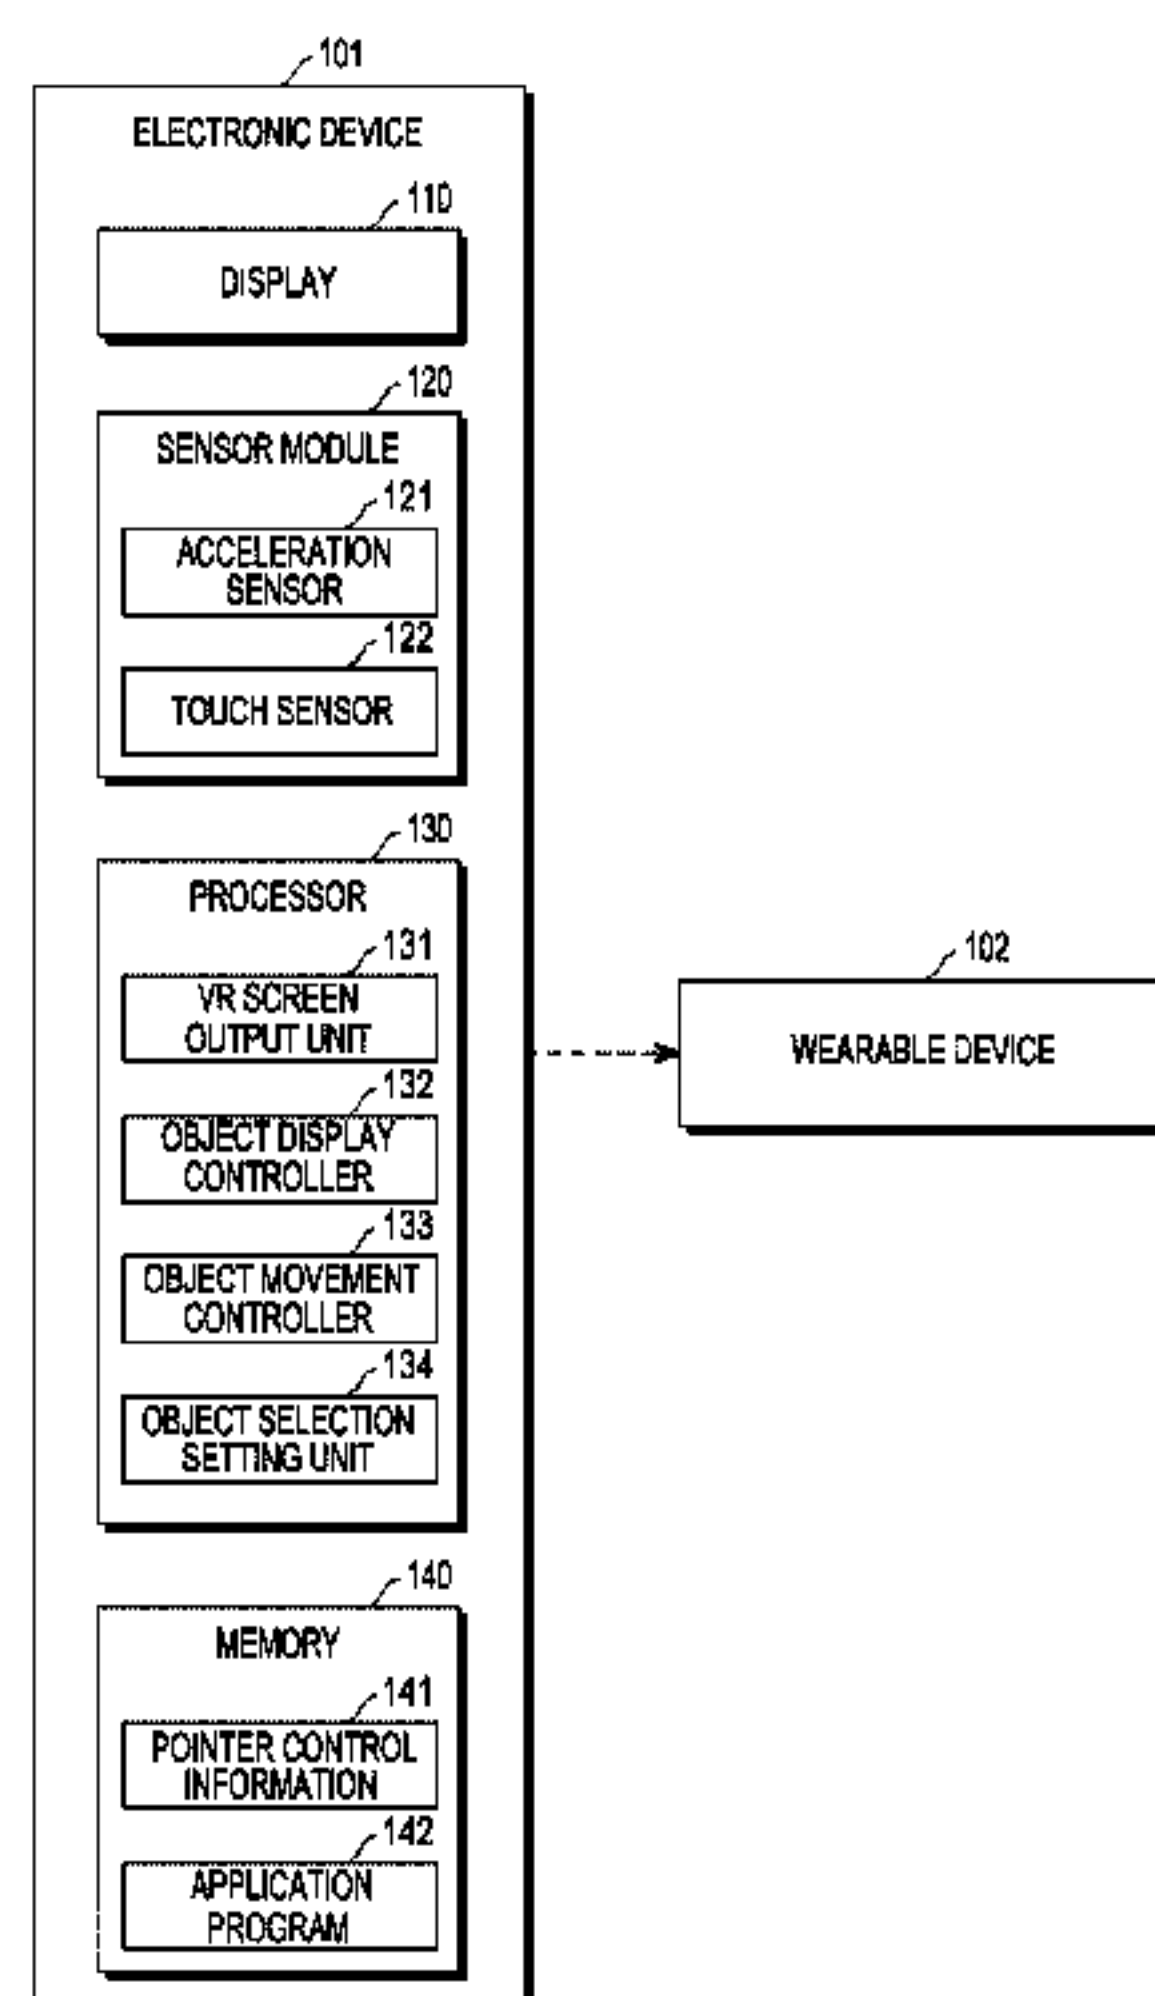 101
ELECTRONIC DEVICE
110
DISPLAY
120
SENSOR MODULE
121
ACCELERATION
SENSOR
122
TOUCH SENSOR
130
PROCESSOR
131
VR SCREEN
OUTPUT UNIT
132
OBJECT DISPLAY
CONTROLLER
133
OBJECT MOVEMENT
CONTROLLER
134
OBJECT SELECTION
SETTING UNIT
140
MEMORY
141
POINTER CONTROL
INFORMATION
142
APPLICATION
PROGRAM
102
WEARABLE DEVICE